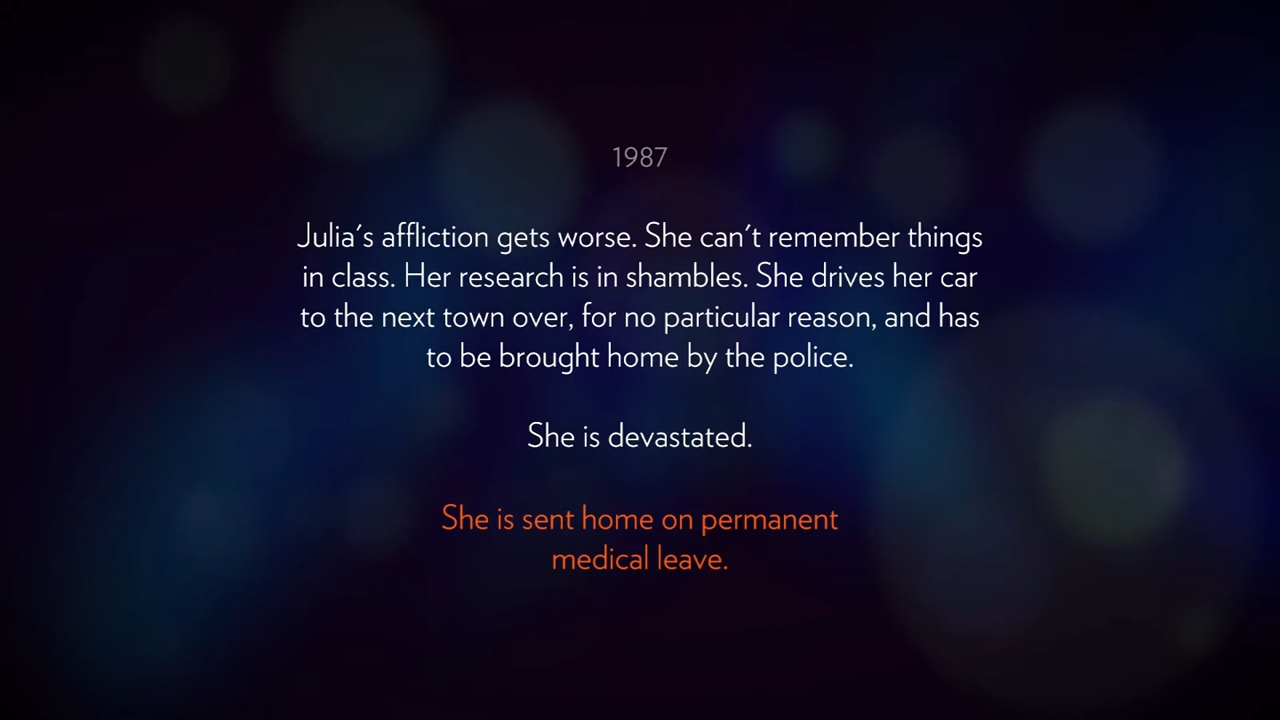 1987
Julia's affliction gets worse. She can't remember things
in class. Her research is in shambles. She drives her car
to the next town over, for no particular reason, and has
to be brought home by the police.
She is devastated.
She is sent home on permanent
medical leave.